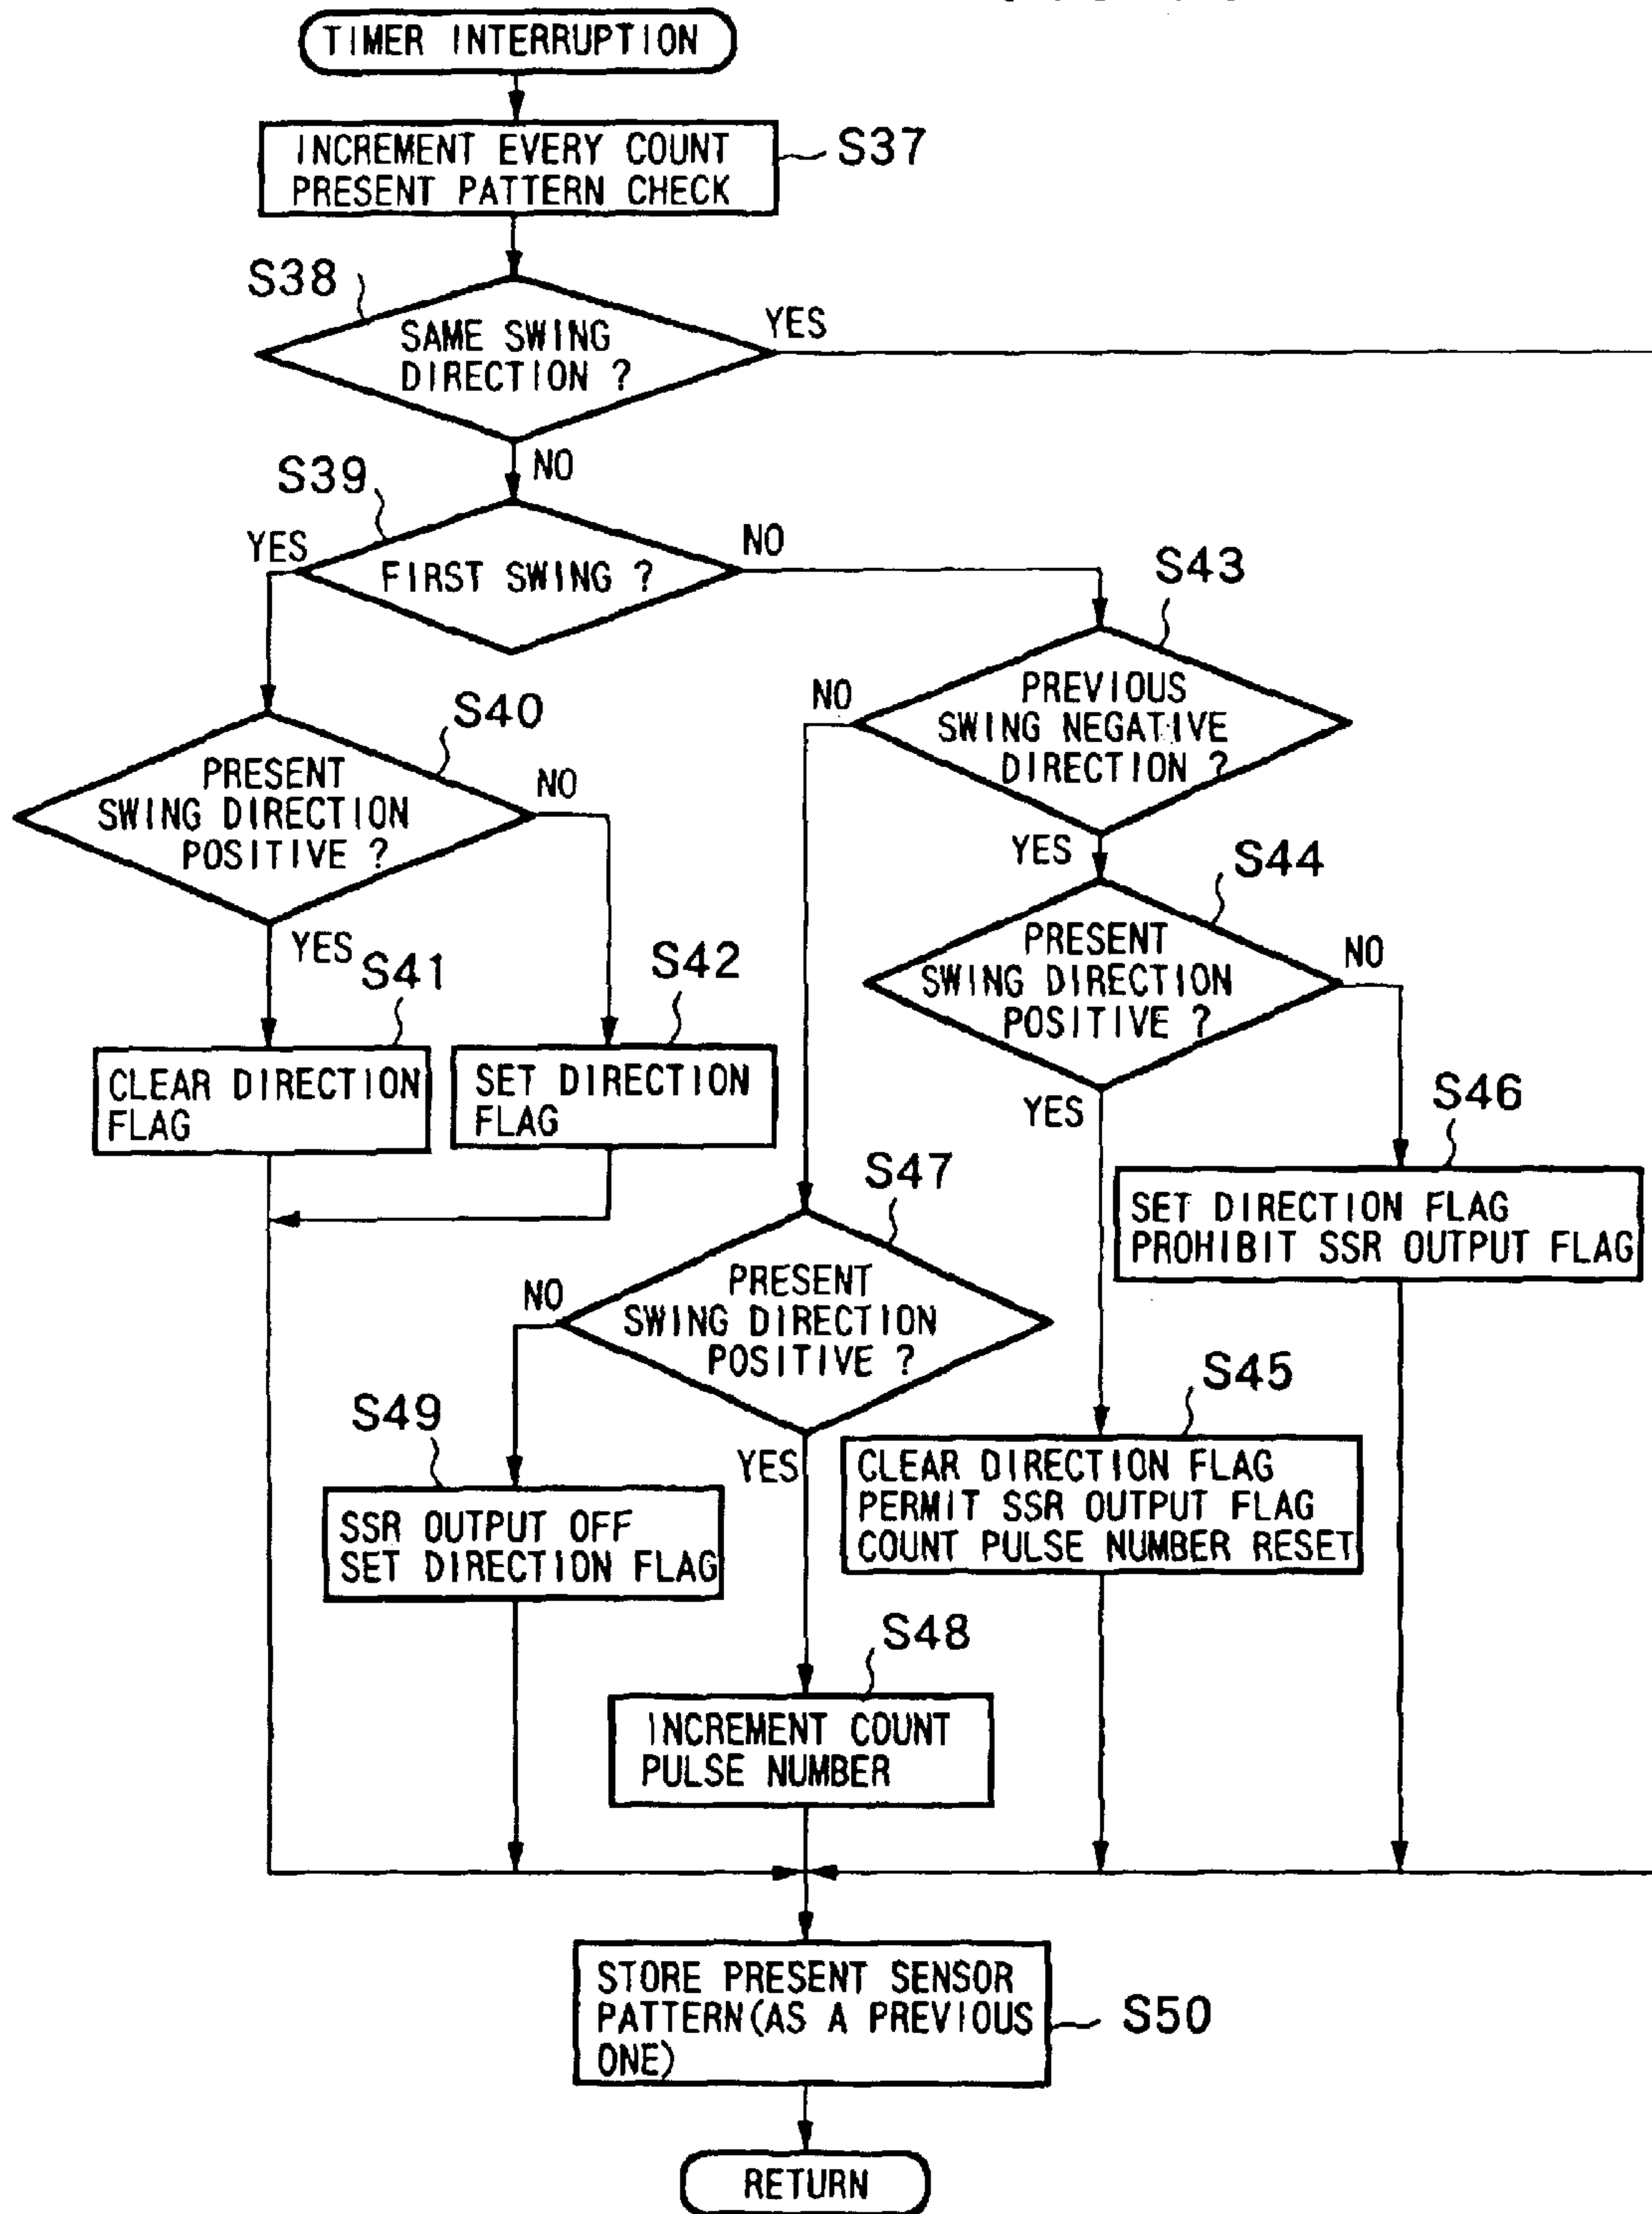 TIMER INTERRUPTION
INCREMENT EVERY COUNT
PRESENT PATTERN CHECK
S37
S38
SAME SWING
DIRECTION ?
YES
NO
S39
FIRST SWING ?
YES
NO
S43
PREVIOUS
SWING NEGATIVE
DIRECTION ?
NO
YES
S40
PRESENT
SWING DIRECTION
POSITIVE ?
NO
YES
S44
PRESENT
SWING DIRECTION
POSITIVE ?
NO
YES
S41
CLEAR DIRECTION
FLAG
S42
SET DIRECTION
FLAG
S46
SET DIRECTION FLAG
PROHIBIT SSR OUTPUT FLAG
S47
PRESENT
SWING DIRECTION
POSITIVE ?
NO
YES
S45
CLEAR DIRECTION FLAG
PERMIT SSR OUTPUT FLAG
COUNT PULSE NUMBER RESET
S49
SSR OUTPUT OFF
SET DIRECTION FLAG
S48
INCREMENT COUNT
PULSE NUMBER
STORE PRESENT SENSOR
PATTERN(AS A PREVIOUS
ONE)
S50
RETURN